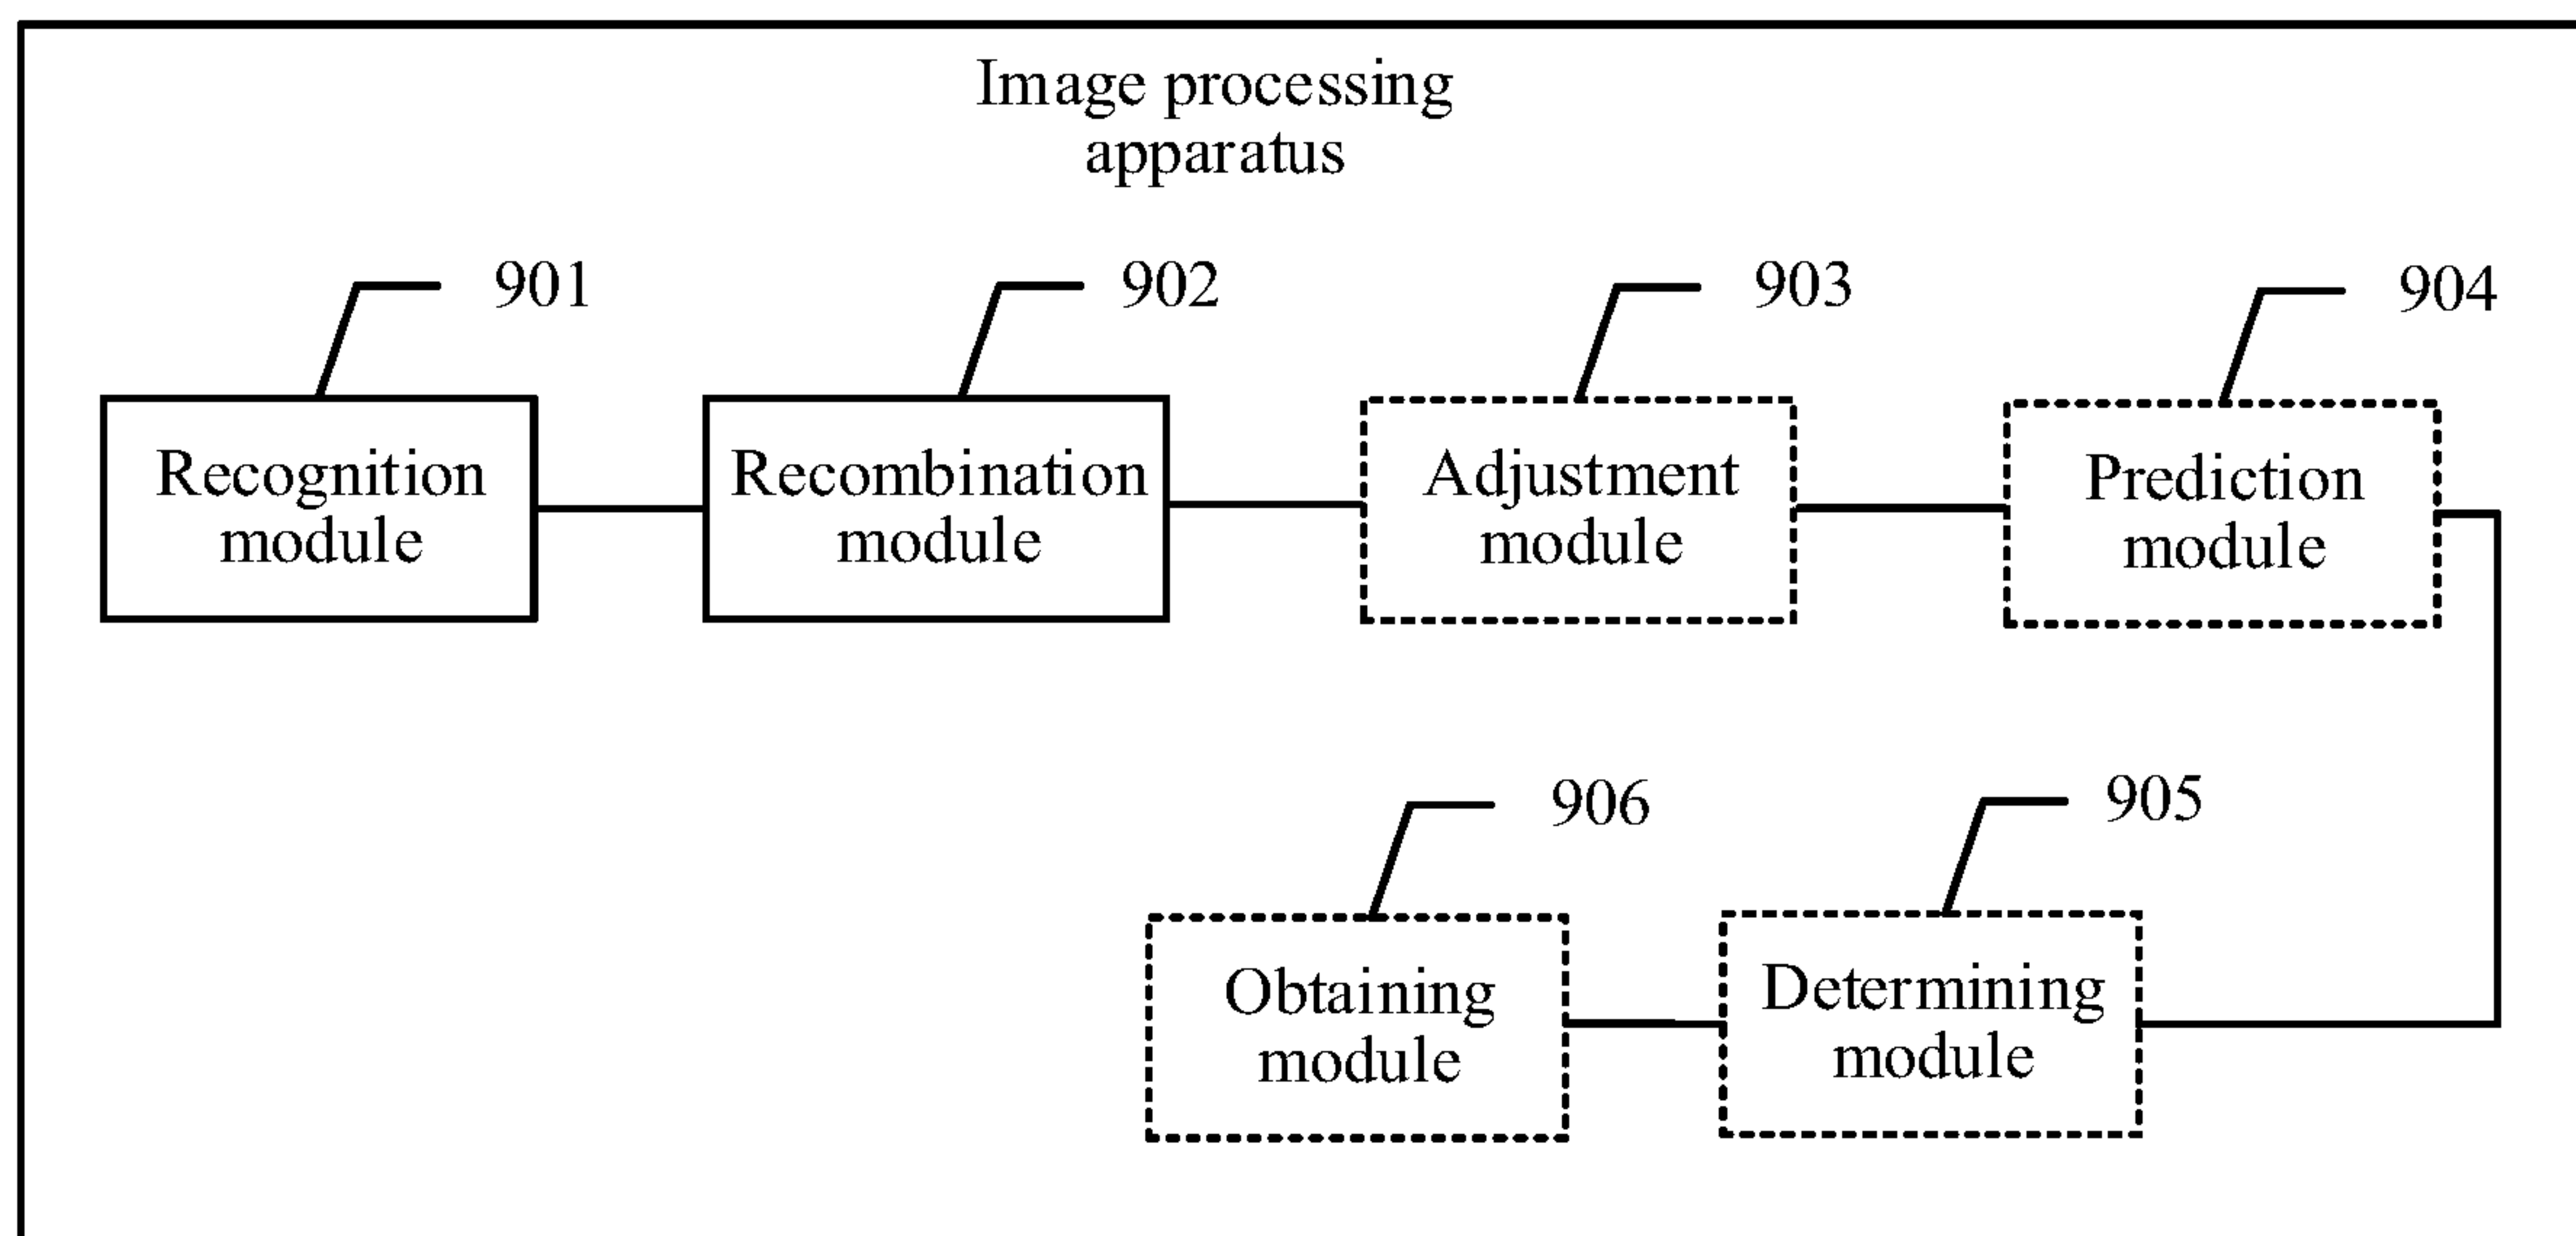 Image processing
apparatus
901
902
903
904
Recognition
module
Recombination
module
Adjustment
module
Prediction
module
906
905
Obtaining
module
Determining
module